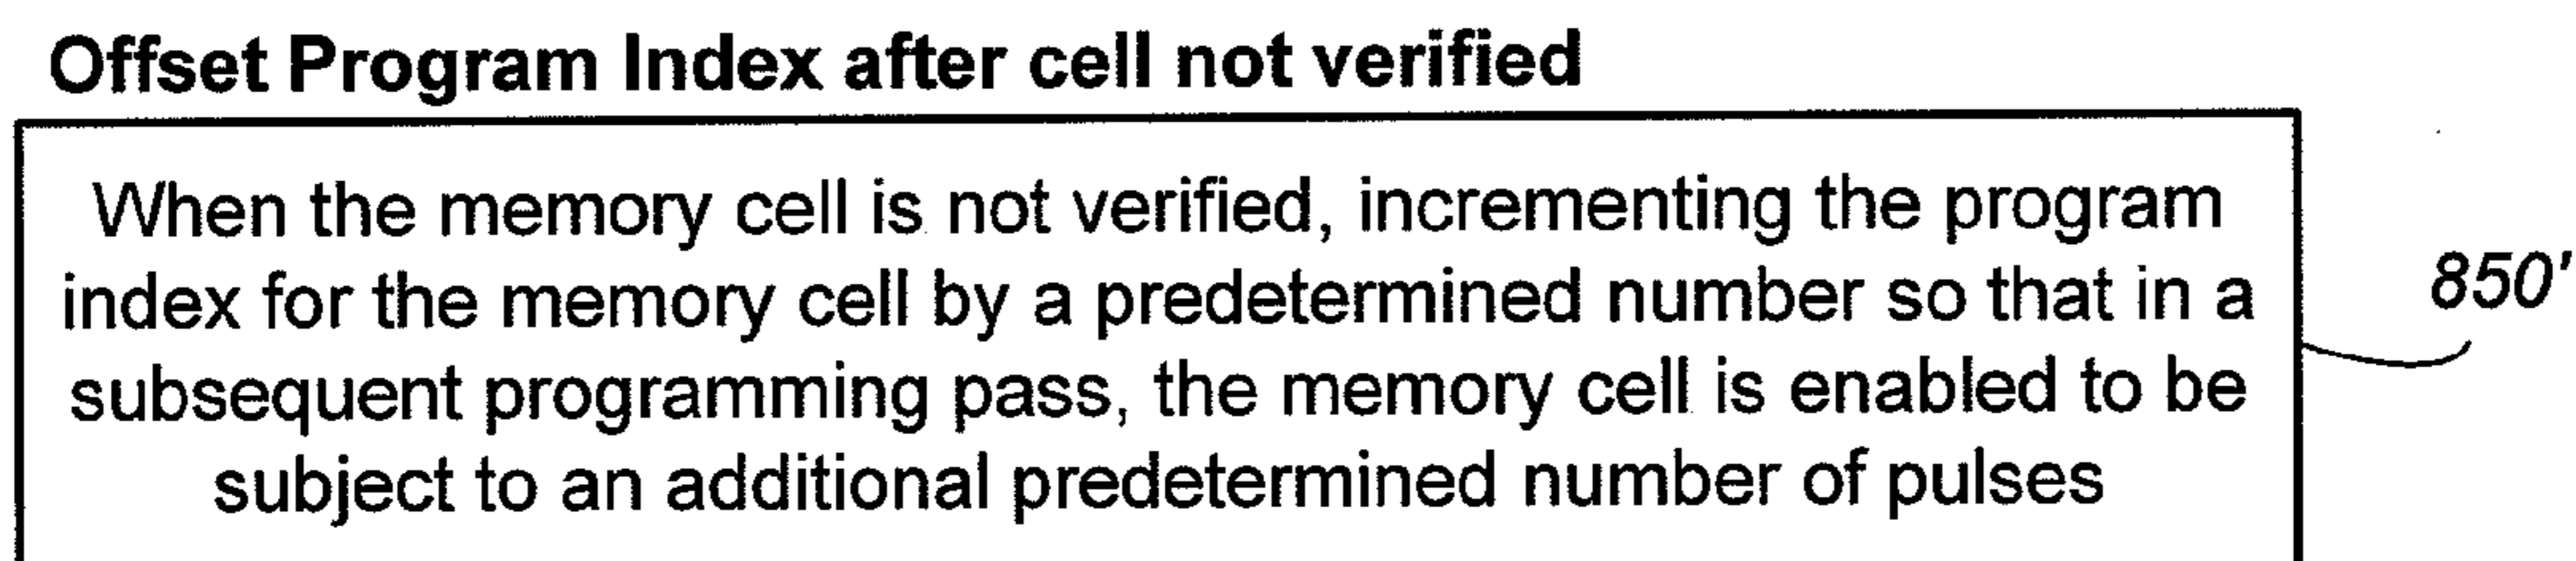 Offset Program Index after cell not verified
When the memory cell is not verified, incrementing the program
index for the memory cell by a predetermined number so that in a
850'
subsequent programming pass, the memory cell is enabled to be
subject to an additional predetermined number of pulses